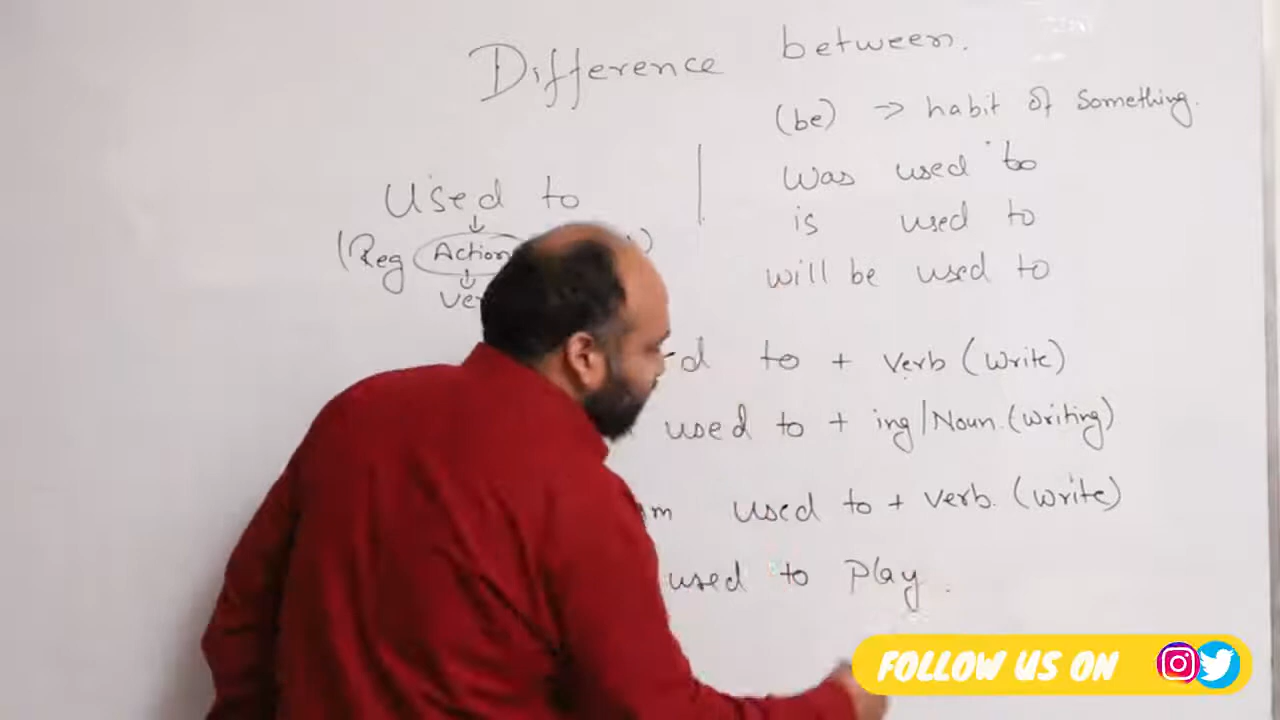 Difference between.
(be) → habit of something.
Used to
was used to
is used to
(Reg Action
will be used to
to + verb (write)
used to + ing/Noun (writing)
used to + verb. (write)
used to Play.
FOLLOW US ON